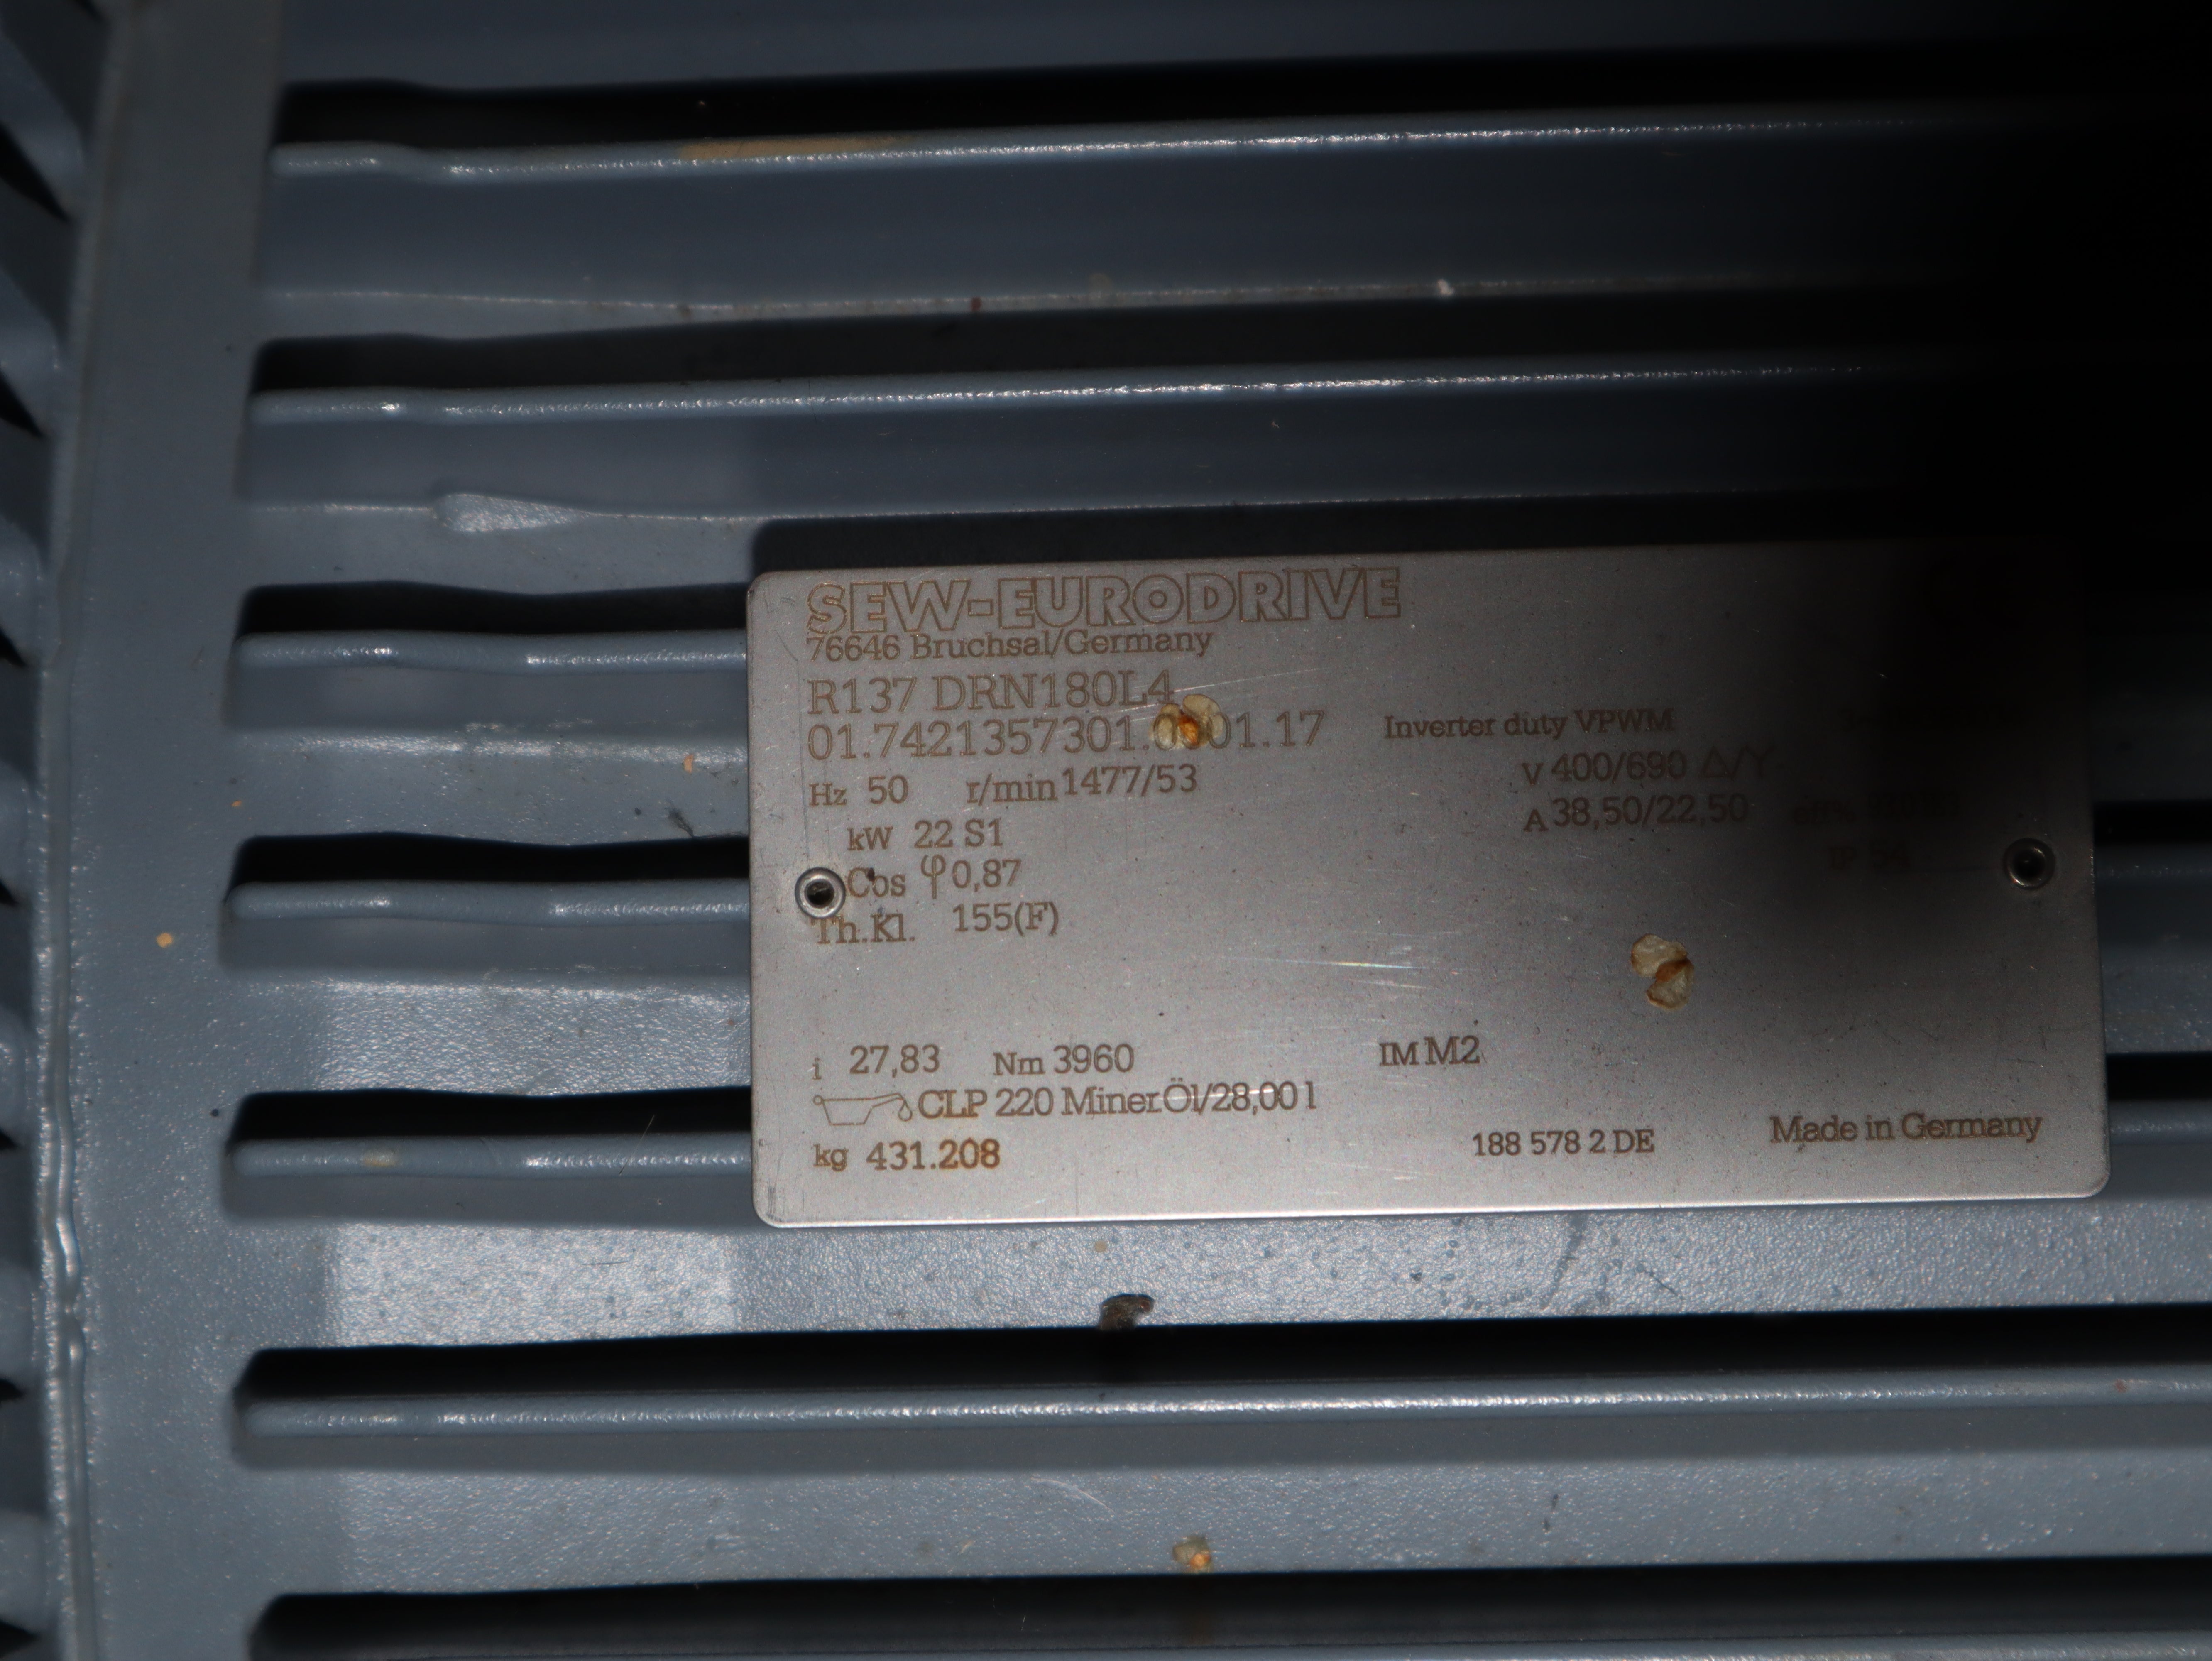 SEW-EURODRIVE
76646 Bruchsal/Germany
R137 DRN180L4
Inverter duty VPWM
Hz 50 r/min 1477/53
V 400/690 △/Y
kW 22 S1
A 38,50/22,50
Cos φ 0,87
IP 54
Th.Kl. 155(F)
i 27,83 Nm 3960 IM M2
CLP 220 Miner.Öl/28,00 l
kg 431.208
188 578 2 DE
Made in Germany